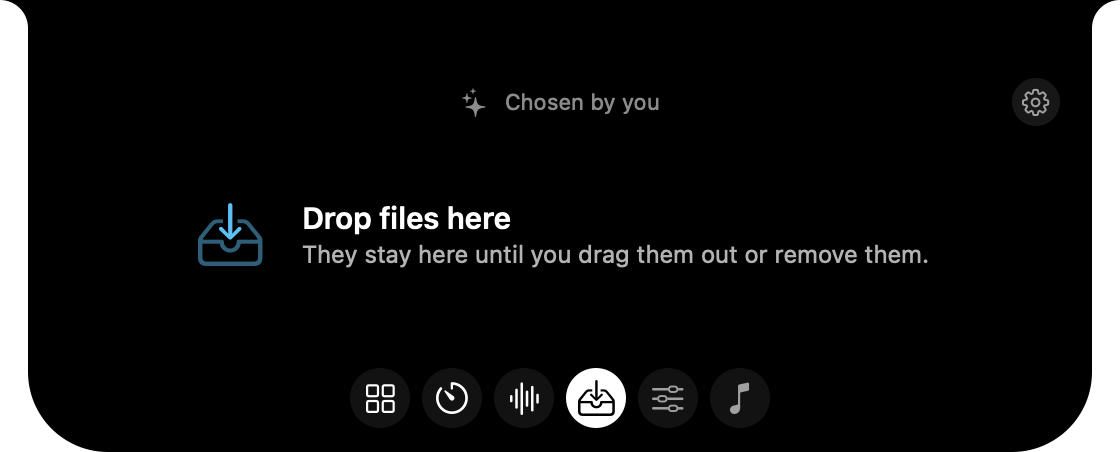 Chosen by you
Drop files here
They stay here until you drag them out or remove them.